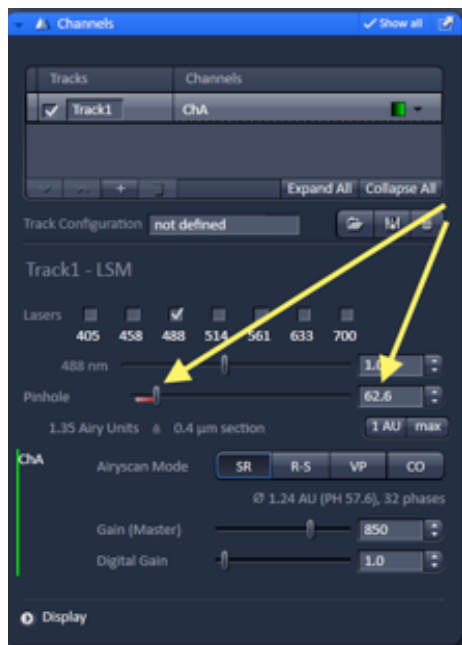 Channels Show all
Tracks Channels
Track1 ChA
Expand All Collapse All
Track Configuration not defined
Track1 - LSM
Lasers
405 458 488 514 561 633 700
488 nm
Pinhole 62.6
1.35 Airy Units ≙ 0.4 µm section 1 AU max
ChA Airyscan Mode SR R-S VP CO
Ø 1.24 AU (PH 57.6), 32 phases
Gain (Master) 850
Digital Gain 1.0
Display